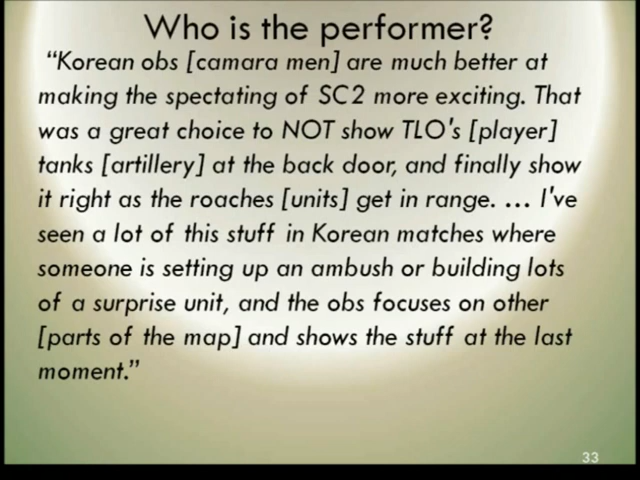 Who is the performer?
“Korean obs [camara men] are much better at
making the spectating of SC2 more exciting. That
was a great choice to NOT show TLO's [player]
tanks [artillery] at the back door, and finally show
it right as the roaches [units] get in range. … I've
seen a lot of this stuff in Korean matches where
someone is setting up an ambush or building lots
of a surprise unit, and the obs focuses on other
[parts of the map] and shows the stuff at the last
moment.”
33